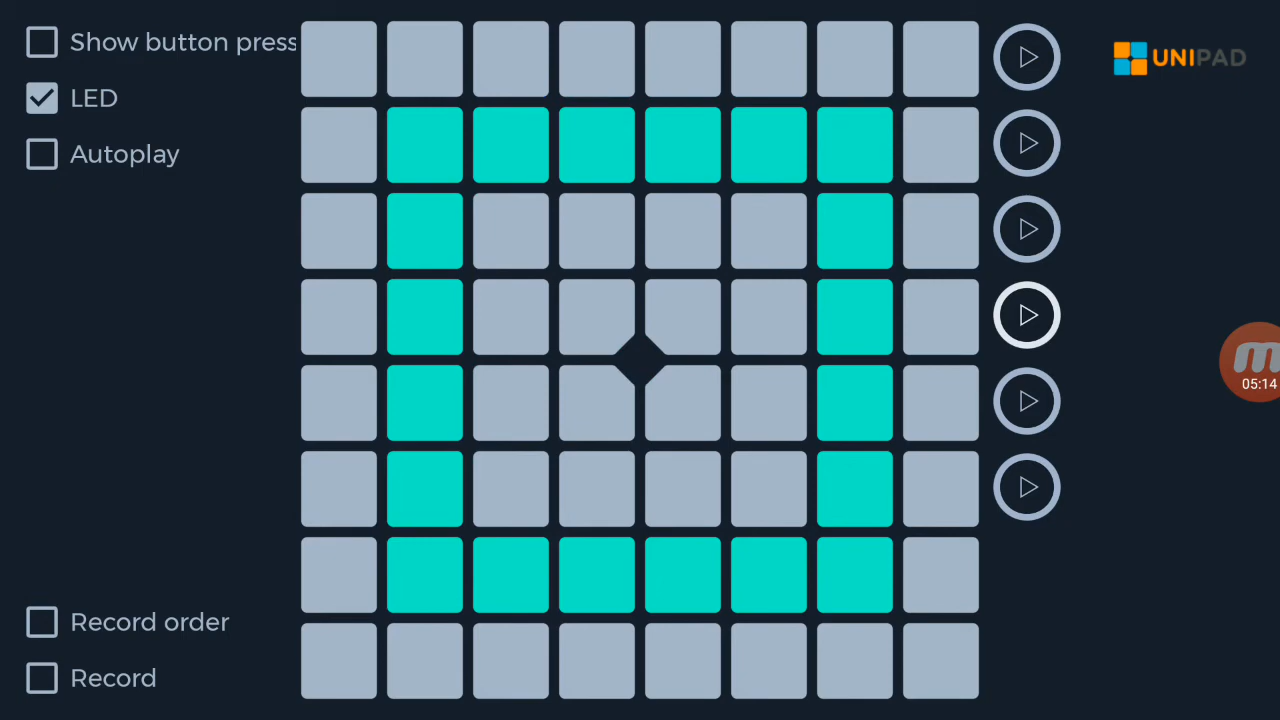 Show button press
LED
Autoplay
Record order
Record
UNIPAD
05:14